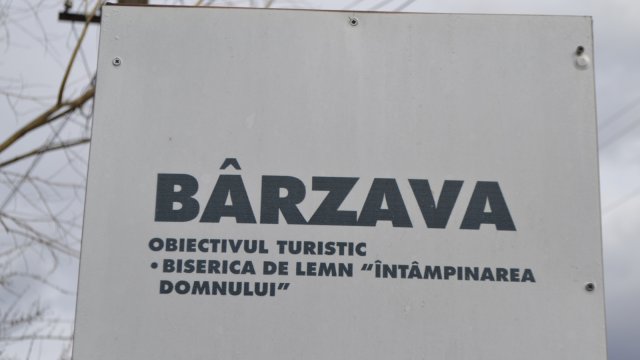 BÂRZAVA
OBIECTIVUL TURISTIC
• BISERICA DE LEMN “ÎNTÂMPINAREA
DOMNULUI”